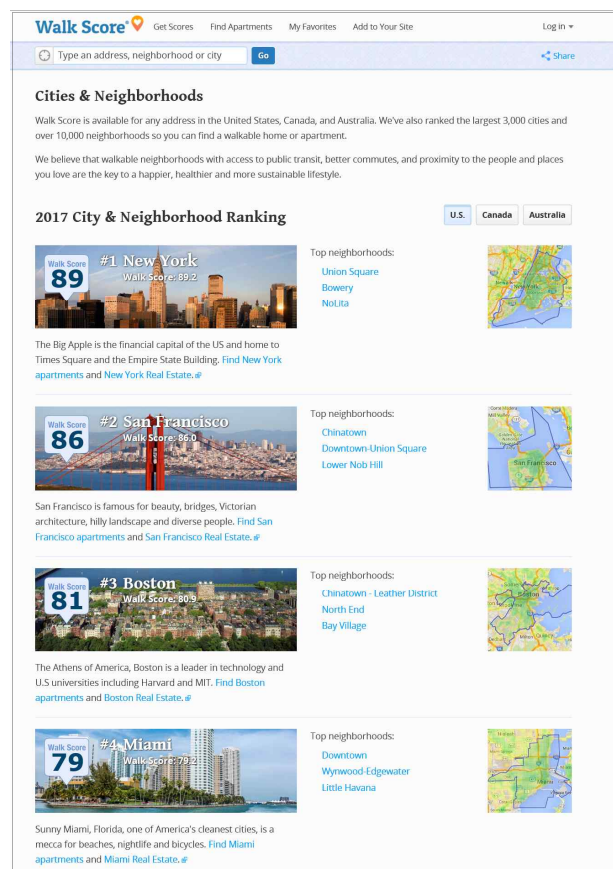 Walk Score® Get Scores Find Apartments My Favorites Add to Your Site Log in
Type an address, neighborhood or city Go Share
Cities & Neighborhoods
Walk Score is available for any address in the United States, Canada, and Australia. We've also ranked the largest 3,000 cities and
over 10,000 neighborhoods so you can find a walkable home or apartment.
We believe that walkable neighborhoods with access to public transit, better commutes, and proximity to the people and places
you love are the key to a happier, healthier and more sustainable lifestyle.
2017 City & Neighborhood Ranking U.S. Canada Australia
Walk Score
89
#1 New York
Walk Score: 89.2
Top neighborhoods:
Union Square
Bowery
NoLita
New York
The Big Apple is the financial capital of the US and home to
Times Square and the Empire State Building. Find New York
apartments and New York Real Estate.
Walk Score
86
#2 San Francisco
Walk Score: 86.0
Top neighborhoods:
Chinatown
Downtown-Union Square
Lower Nob Hill
San Francisco
San Francisco is famous for beauty, bridges, Victorian
architecture, hilly landscape and diverse people. Find San
Francisco apartments and San Francisco Real Estate.
Walk Score
81
#3 Boston
Walk Score: 80.9
Top neighborhoods:
Chinatown - Leather District
North End
Bay Village
Boston
The Athens of America, Boston is a leader in technology and
U.S universities including Harvard and MIT. Find Boston
apartments and Boston Real Estate.
Walk Score
79
#4 Miami
Walk Score: 79.2
Top neighborhoods:
Downtown
Wynwood-Edgewater
Little Havana
Miami
Sunny Miami, Florida, one of America's cleanest cities, is a
mecca for beaches, nightlife and bicycles. Find Miami
apartments and Miami Real Estate.